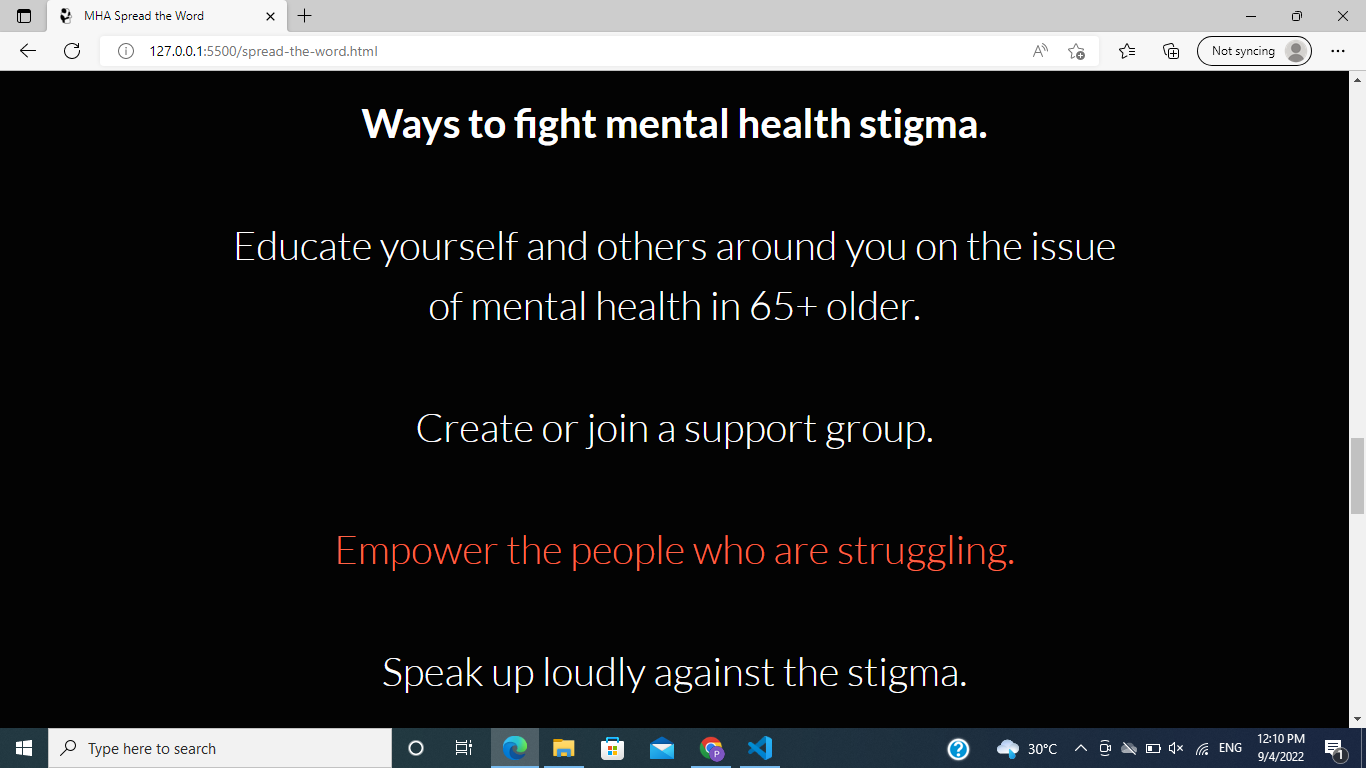 MHA Spread the Word
127.0.0.1:5500/spread-the-word.html
Not syncing
Ways to fight mental health stigma.
Educate yourself and others around you on the issue
of mental health in 65+ older.
Create or join a support group.
Empower the people who are struggling.
Speak up loudly against the stigma.
Type here to search
P
30°C
ENG
12:10 PM
9/4/2022
1